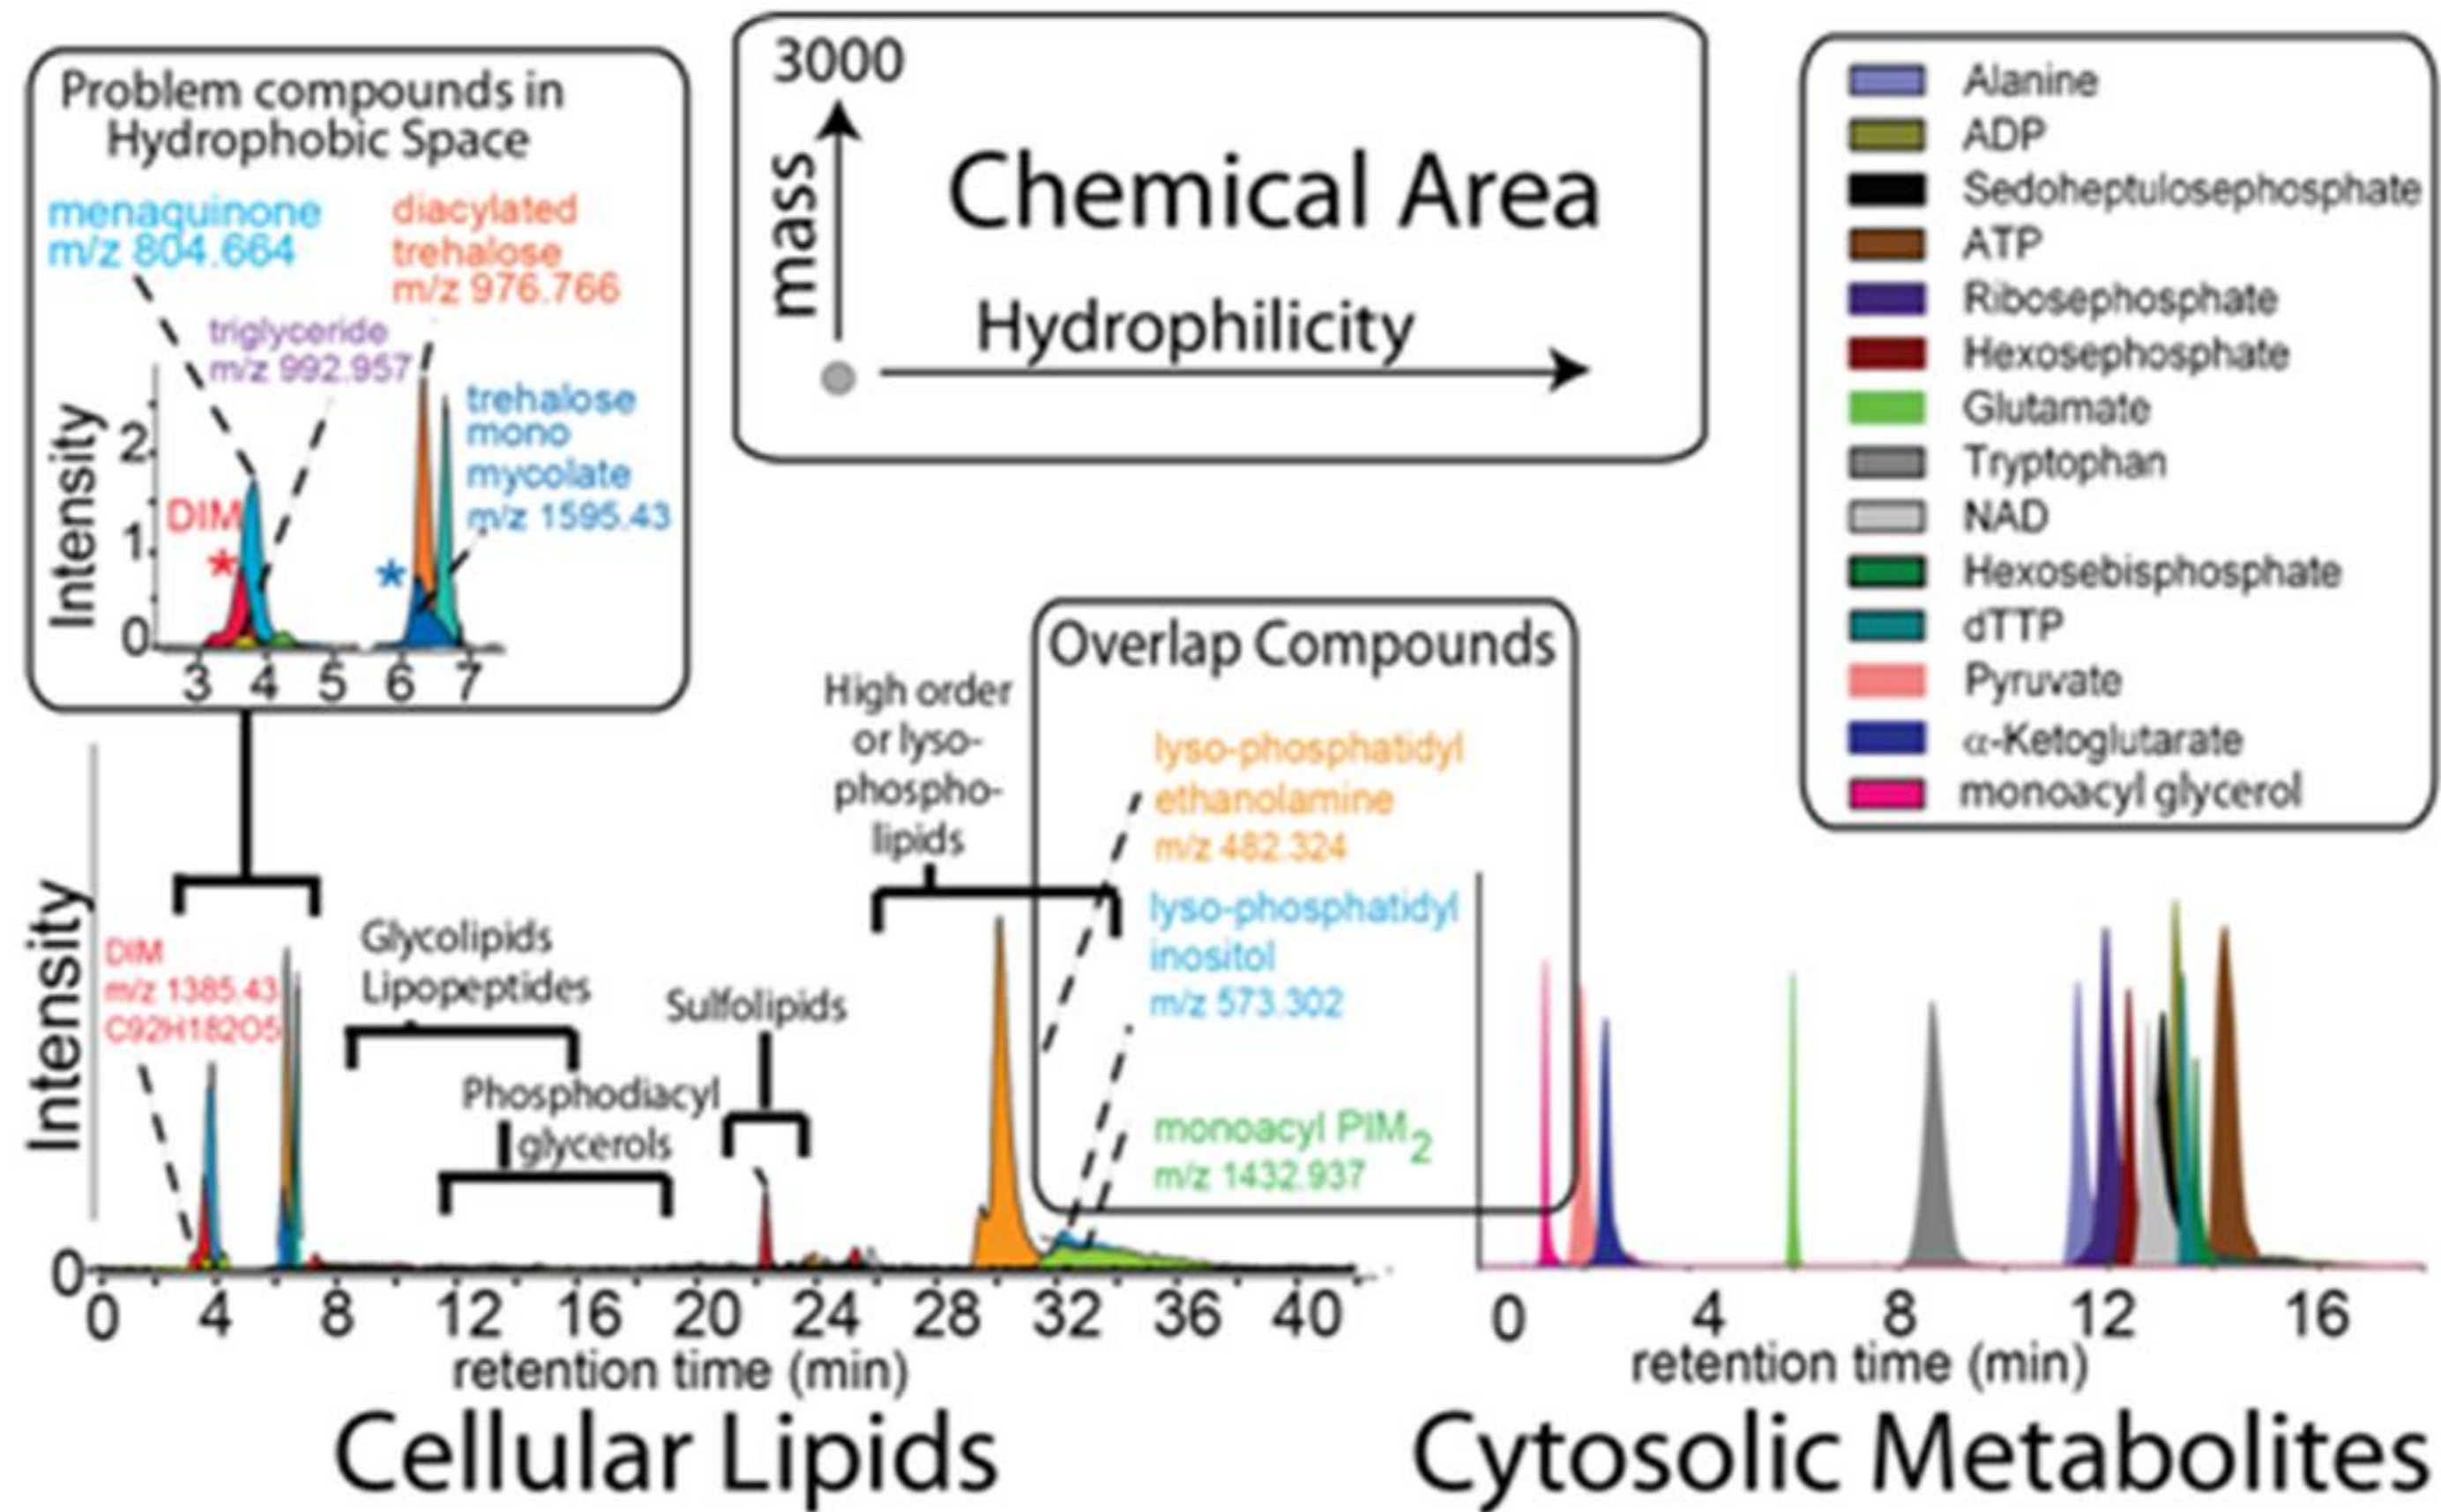 Problem compounds in
Hydrophobic Space
menaquinone
m/z 804.664
diacylated
trehalose
m/z 976.766
triglyceride
m/z 992.957
trehalose
mono
mycolate
m/z 1595.43
DIM
*
*
Intensity
2
1
0
3 4 5 6 7
3000
mass
Chemical Area
Hydrophilicity
Alanine
ADP
Sedoheptulosephosphate
ATP
Ribosephosphate
Hexosephosphate
Glutamate
Tryptophan
NAD
Hexosebisphosphate
dTTP
Pyruvate
α-Ketoglutarate
monoacyl glycerol
Overlap Compounds
High order
or lyso-
phospho-
lipids
lyso-phosphatidyl
ethanolamine
m/z 482.324
lyso-phosphatidyl
inositol
m/z 573.302
monoacyl PIM2
m/z 1432.937
Intensity
DIM
m/z 1385.43
C92H182O5
Glycolipids
Lipopeptides
Phosphodiacyl
glycerols
Sulfolipids
0
0 4 8 12 16 20 24 28 32 36 40
retention time (min)
Cellular Lipids
0 4 8 12 16
retention time (min)
Cytosolic Metabolites